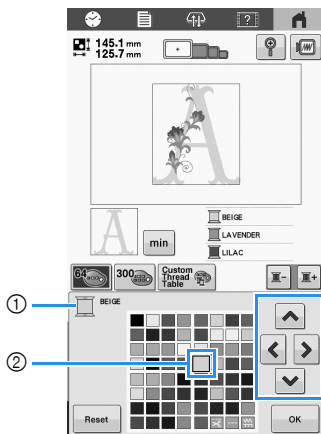 145.1 mm
125.7 mm
A
BEIGE
LAVENDER
LILAC
A
min
64
300
Custom
Thread
Table
① BEIGE
②
Reset
OK